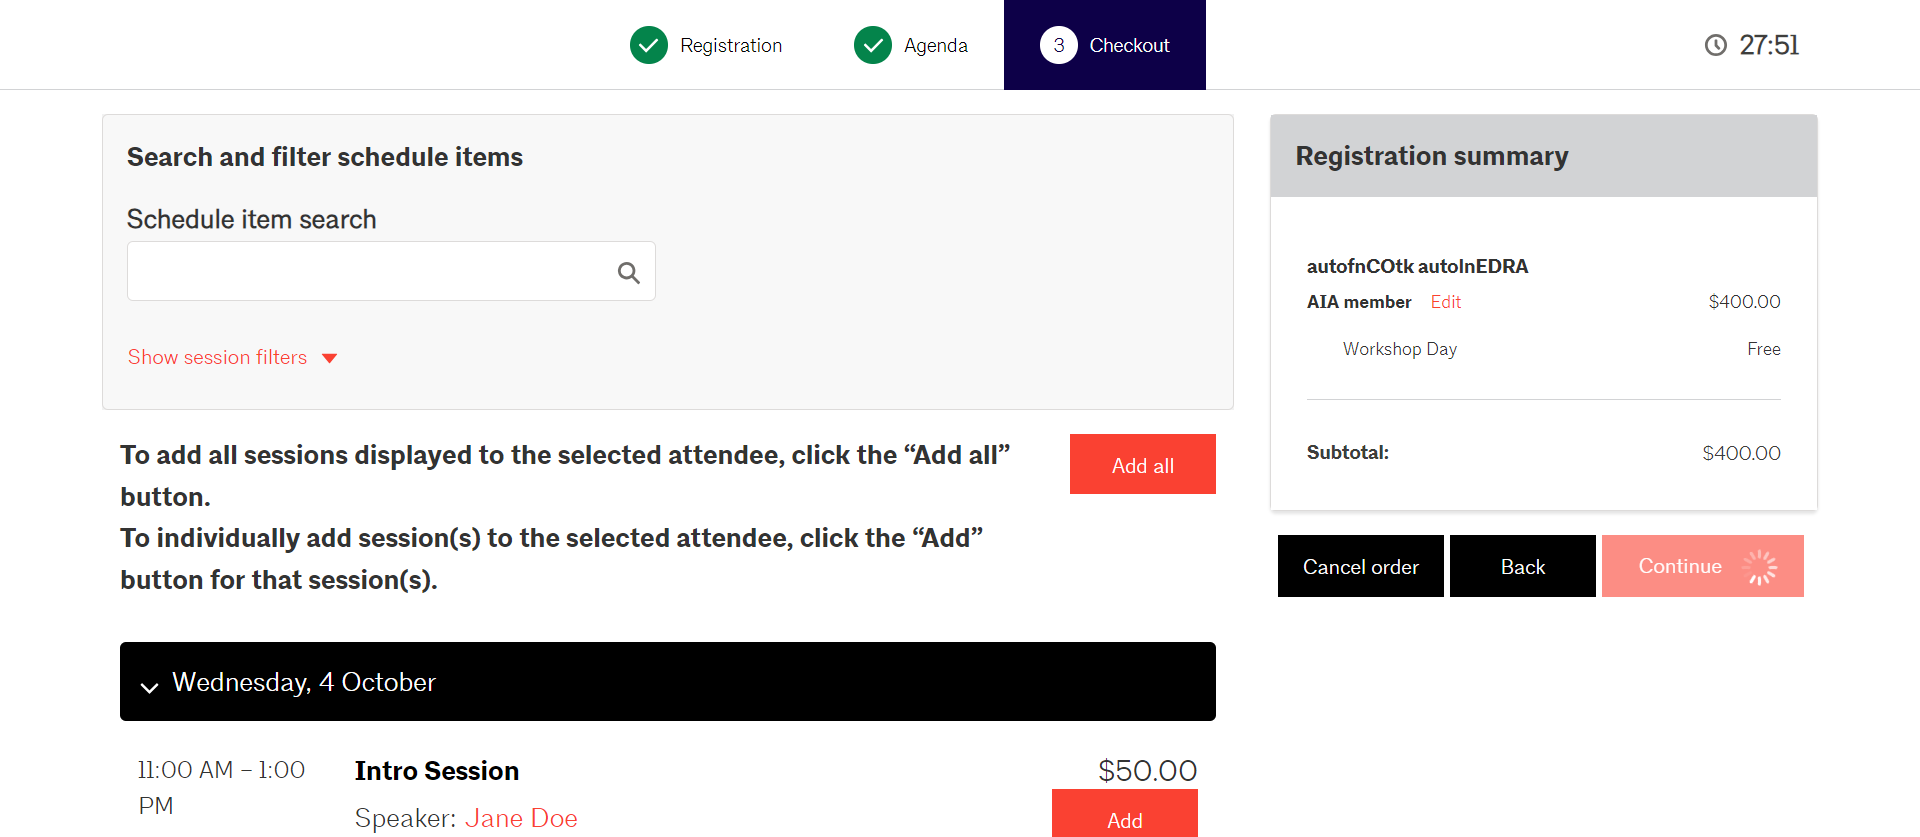 Registration
Agenda
3 Checkout
27:51
Search and filter schedule items
Schedule item search
Show session filters
To add all sessions displayed to the selected attendee, click the “Add all”
button.
To individually add session(s) to the selected attendee, click the “Add”
button for that session(s).
Add all
Wednesday, 4 October
11:00 AM – 1:00
PM
Intro Session
Speaker: Jane Doe
$50.00
Add
Registration summary
autofnCOtk autolnEDRA
AIA member Edit $400.00
Workshop Day Free
Subtotal: $400.00
Cancel order
Back
Continue